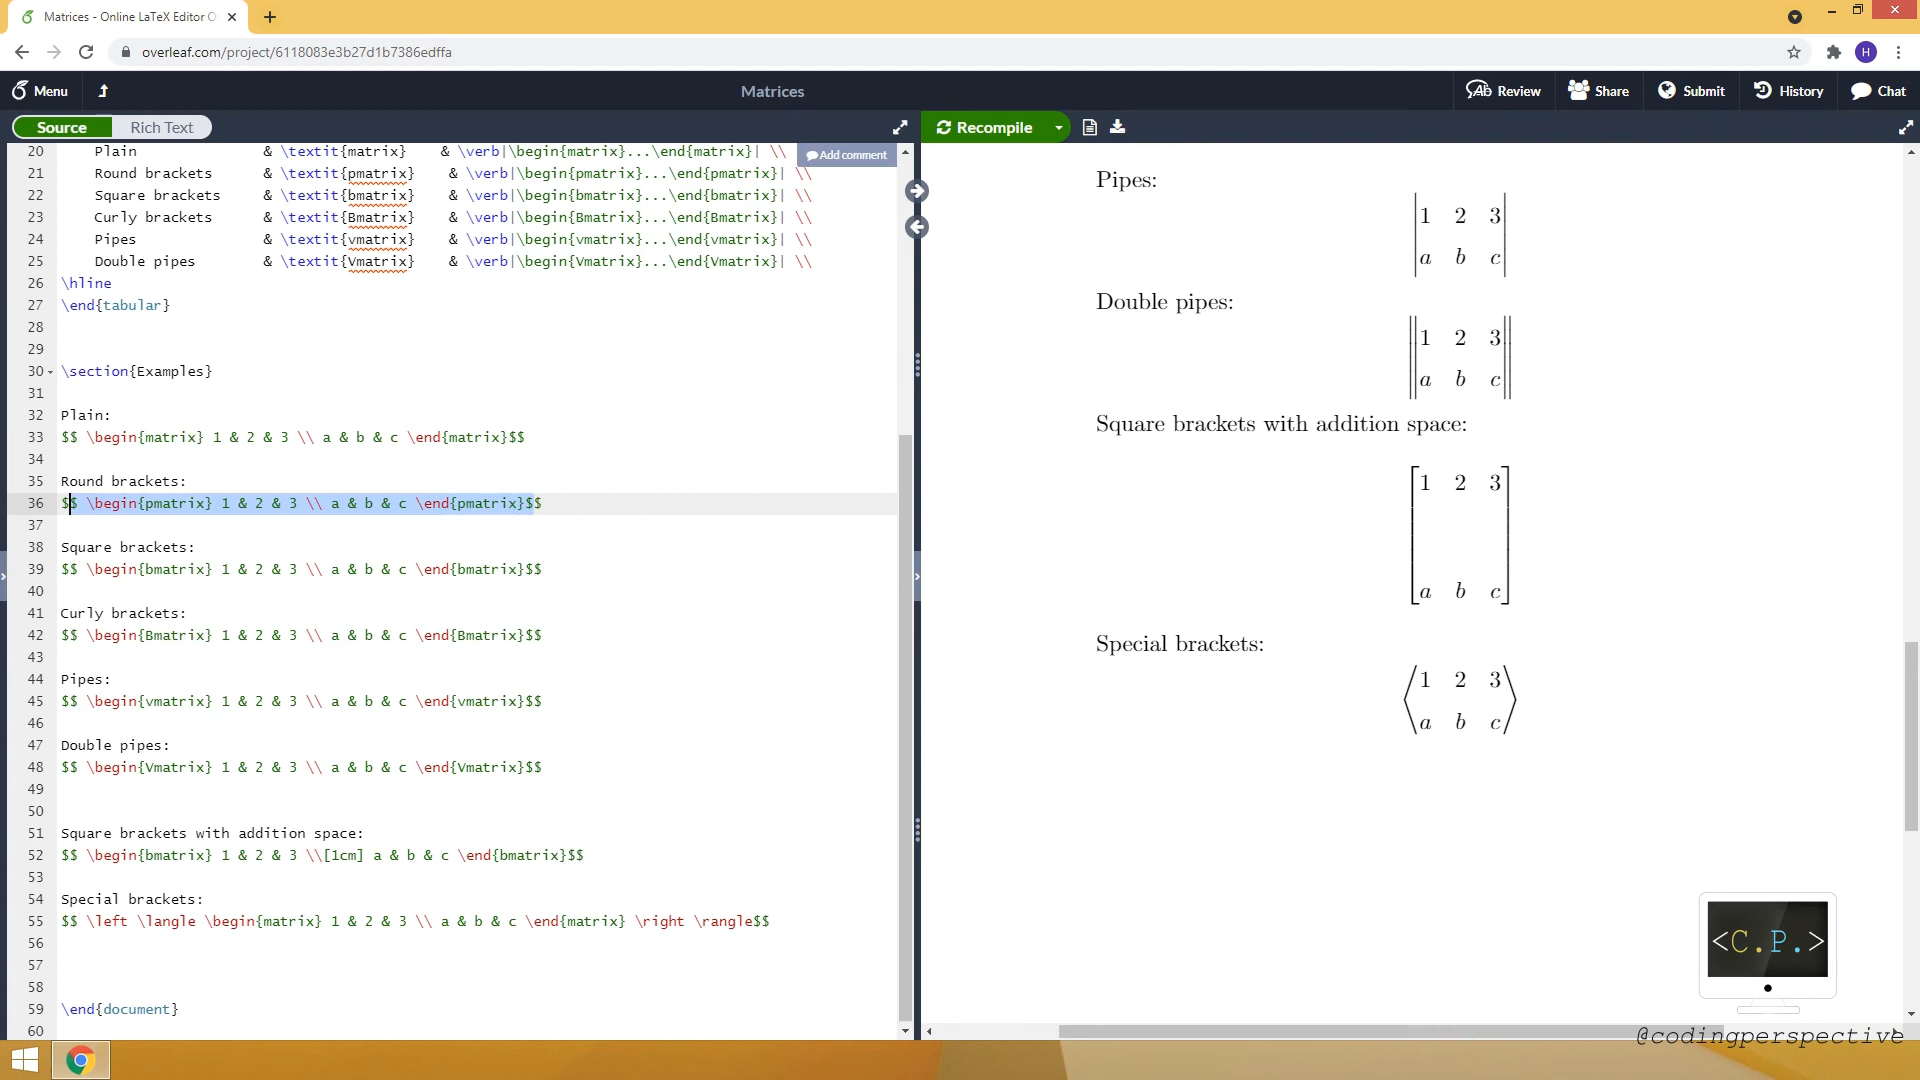 Matrices - Online LaTeX Editor O
overleaf.com/project/6118083e3b27d1b7386edffa
H
Menu
Matrices
Review
Share
Submit
History
Chat
Source
Rich Text
Recompile
Add comment
20 Plain & \textit{matrix} & \verb|\begin{matrix}...\end{matrix}| \\
21 Round brackets & \textit{pmatrix} & \verb|\begin{pmatrix}...\end{pmatrix}| \\
22 Square brackets & \textit{bmatrix} & \verb|\begin{bmatrix}...\end{bmatrix}| \\
23 Curly brackets & \textit{Bmatrix} & \verb|\begin{Bmatrix}...\end{Bmatrix}| \\
24 Pipes & \textit{vmatrix} & \verb|\begin{vmatrix}...\end{vmatrix}| \\
25 Double pipes & \textit{Vmatrix} & \verb|\begin{Vmatrix}...\end{Vmatrix}| \\
26 \hline
27 \end{tabular}
28
29
30 \section{Examples}
31
32 Plain:
33 $$ \begin{matrix} 1 & 2 & 3 \\ a & b & c \end{matrix}$$
34
35 Round brackets:
36 $$ \begin{pmatrix} 1 & 2 & 3 \\ a & b & c \end{pmatrix}$$
37
38 Square brackets:
39 $$ \begin{bmatrix} 1 & 2 & 3 \\ a & b & c \end{bmatrix}$$
40
41 Curly brackets:
42 $$ \begin{Bmatrix} 1 & 2 & 3 \\ a & b & c \end{Bmatrix}$$
43
44 Pipes:
45 $$ \begin{vmatrix} 1 & 2 & 3 \\ a & b & c \end{vmatrix}$$
46
47 Double pipes:
48 $$ \begin{Vmatrix} 1 & 2 & 3 \\ a & b & c \end{Vmatrix}$$
49
50
51 Square brackets with addition space:
52 $$ \begin{bmatrix} 1 & 2 & 3 \\[1cm] a & b & c \end{bmatrix}$$
53
54 Special brackets:
55 $$ \left \langle \begin{matrix} 1 & 2 & 3 \\ a & b & c \end{matrix} \right \rangle$$
56
57
58
59 \end{document}
60
Pipes:
1 2 3
a b c
Double pipes:
1 2 3
a b c
Square brackets with addition space:
1 2 3
a b c
Special brackets:
1 2 3
a b c
<C.P.>
@codingperspective